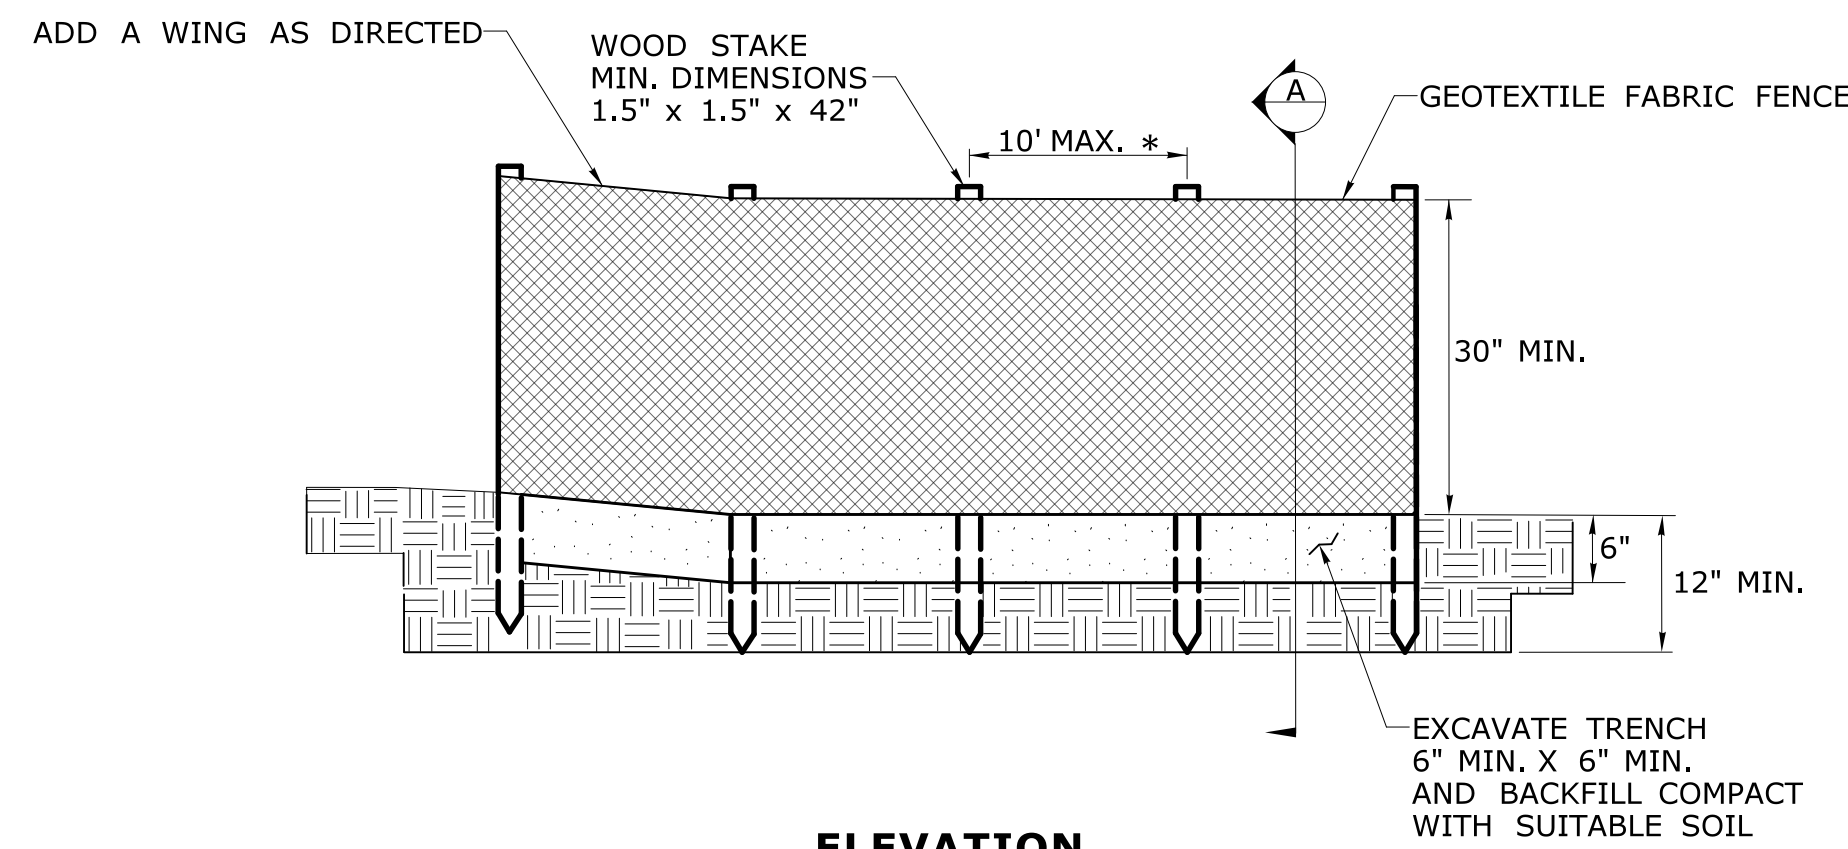 ADD A WING AS DIRECTED
WOOD STAKE
MIN. DIMENSIONS
1.5" x 1.5" x 42"
10' MAX. *
A
GEOTEXTILE FABRIC FENCE
30" MIN.
6"
12" MIN.
EXCAVATE TRENCH
6" MIN. X 6" MIN.
AND BACKFILL COMPACT
WITH SUITABLE SOIL
ELEVATION